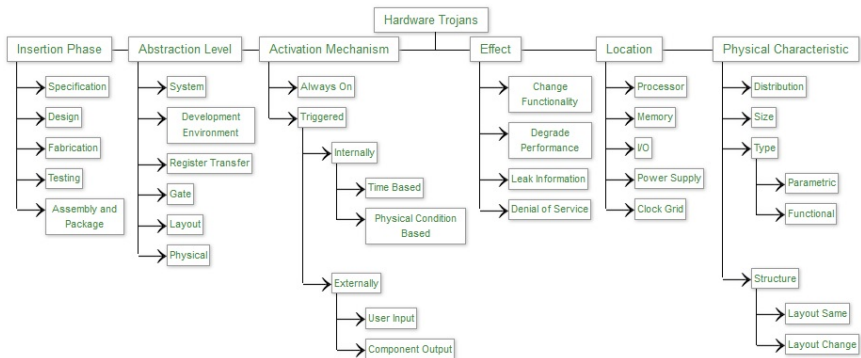 Hardware Trojans
Insertion Phase
Specification
Design
Fabrication
Testing
Assembly and
Package
Abstraction Level
System
Development
Environment
Register Transfer
Gate
Layout
Physical
Activation Mechanism
Always On
Triggered
Internally
Time Based
Physical Condition
Based
Externally
User Input
Component Output
Effect
Change
Functionality
Degrade
Performance
Leak Information
Denial of Service
Location
Processor
Memory
I/O
Power Supply
Clock Grid
Physical Characteristic
Distribution
Size
Type
Parametric
Functional
Structure
Layout Same
Layout Change